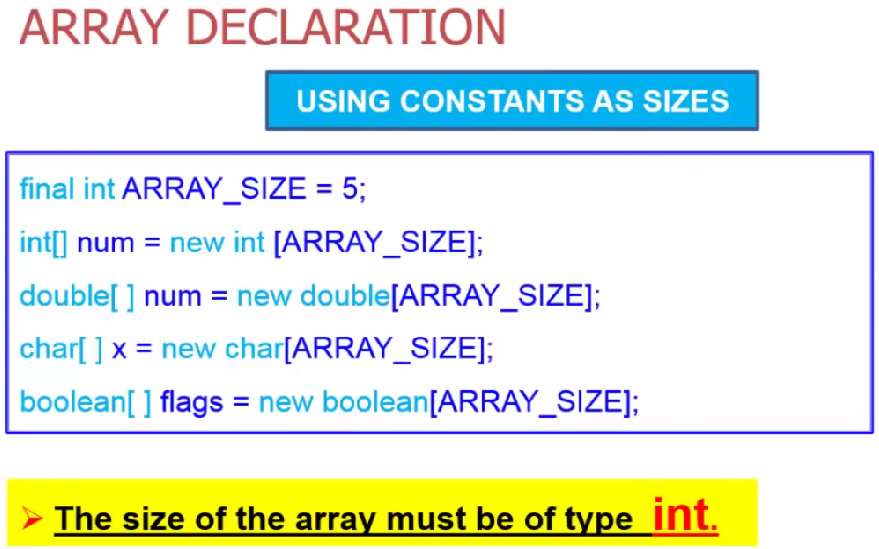 ARRAY DECLARATION
USING CONSTANTS AS SIZES
final int ARRAY_SIZE = 5;
int[] num = new int [ARRAY_SIZE];
double[ ] num = new double[ARRAY_SIZE];
char[ ] x = new char[ARRAY_SIZE];
boolean[ ] flags = new boolean[ARRAY_SIZE];
➢ The size of the array must be of type int.